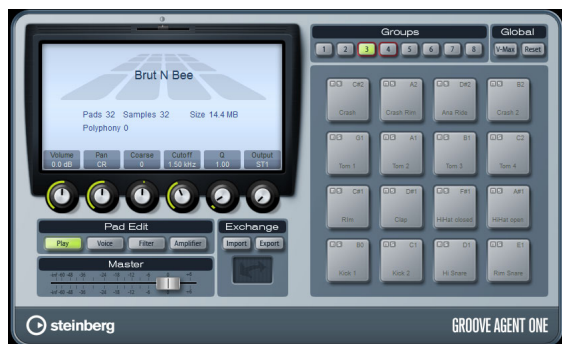 Groups
Global
1 2 3 4 5 6 7 8
V-Max Reset
Brut N Bee
Pads 32 Samples 32 Size 14.4 MB
Polyphony 0
Volume Pan Coarse Cutoff Q Output
0.0 dB CR 0 1.50 kHz 1.00 ST1
Pad Edit
Play Voice Filter Amplifier
Exchange
Import Export
Master
C#2 A2 D#2 B2
Crash Crash Rim Ana Ride Crash 2
G1 A1 B1 C2
Tom 1 Tom 2 Tom 3 Tom 4
C#1 D#1 F#1 A#1
Rim Clap HiHat closed HiHat open
B0 C1 D1 E1
Kick 1 Kick 2 Hi Snare Rim Snare
steinberg
GROOVE AGENT ONE